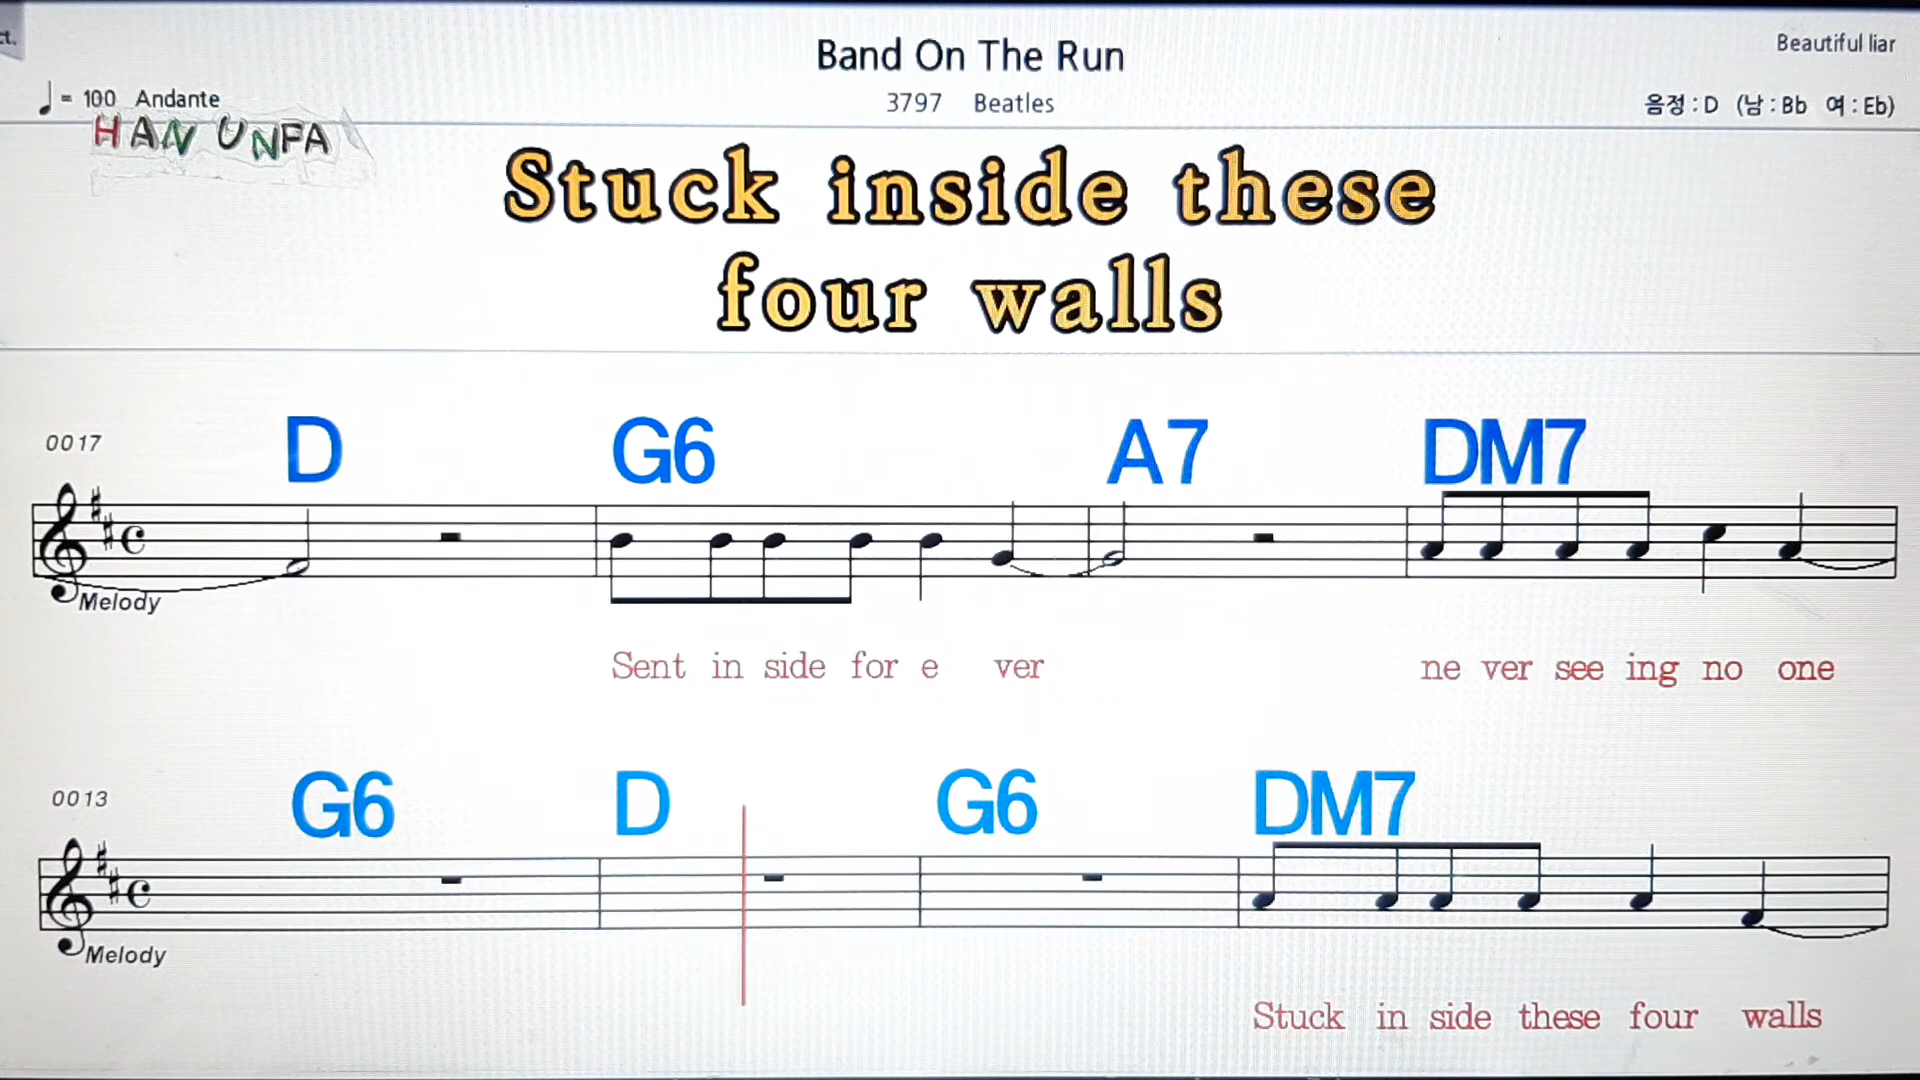 ct.
Band On The Run
Beautiful liar
♩ = 100 Andante
3797 Beatles
음정 : D (남 : Bb 여 : Eb)
HAN UNFA
Stuck inside these
four walls
0017
D G6 A7 DM7
Melody
Sent in side for e ver ne ver see ing no one
0013
G6 D G6 DM7
Melody
Stuck in side these four walls